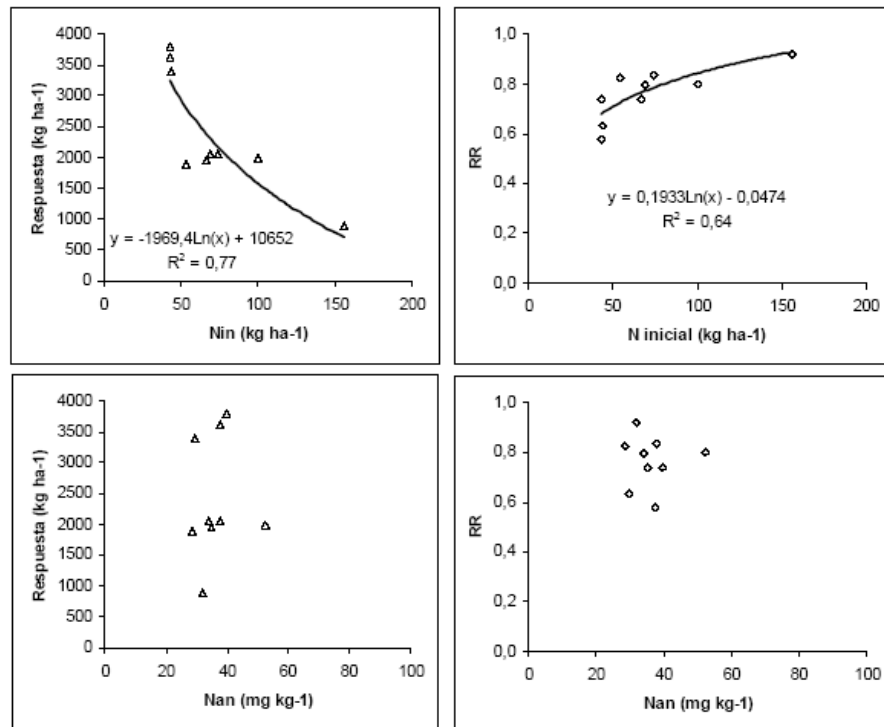 4000
3500
3000
2500
2000
1500
1000
500
0
Respuesta (kg ha-1)
y = -1969,4Ln(x) + 10652
R² = 0,77
0 50 100 150 200
Nin (kg ha-1)
1,0
0,8
0,6
0,4
0,2
0,0
RR
y = 0,1933Ln(x) - 0,0474
R² = 0,64
0 50 100 150 200
N inicial (kg ha-1)
4000
3500
3000
2500
2000
1500
1000
500
0
Respuesta (kg ha-1)
0 20 40 60 80 100
Nan (mg kg-1)
1,0
0,8
0,6
0,4
0,2
0,0
RR
0 20 40 60 80 100
Nan (mg kg-1)